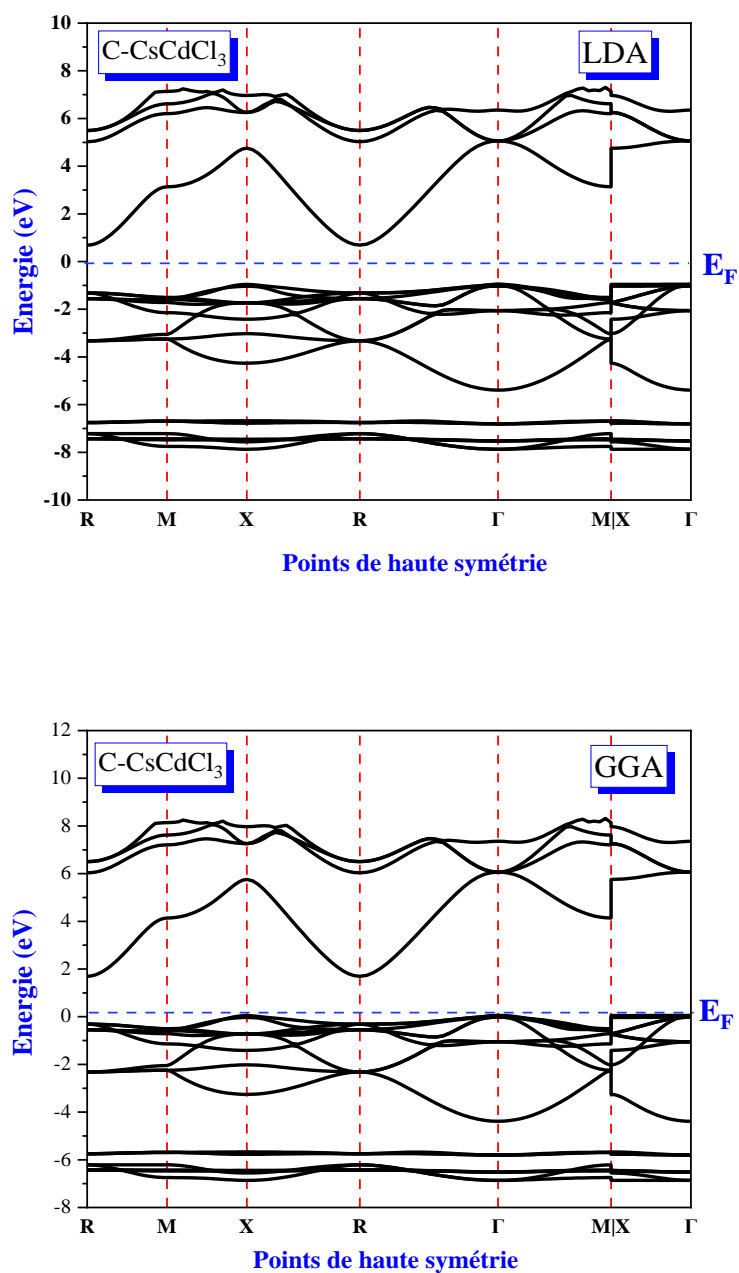 10
C-CsCdCl3
LDA
8
6
4
2
0
EF
-2
-4
-6
-8
-10
Energie (eV)
R M X R Γ M|X Γ
Points de haute symétrie
12
C-CsCdCl3
GGA
10
8
6
4
2
0
EF
-2
-4
-6
-8
Energie (eV)
R M X R Γ M|X Γ
Points de haute symétrie